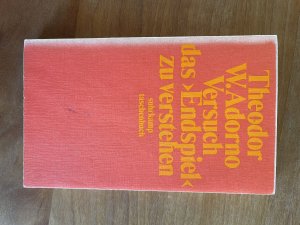 Theodor
W. Adorno
Versuch
das ›Endspiel‹
zu verstehen
suhrkamp
taschenbuch